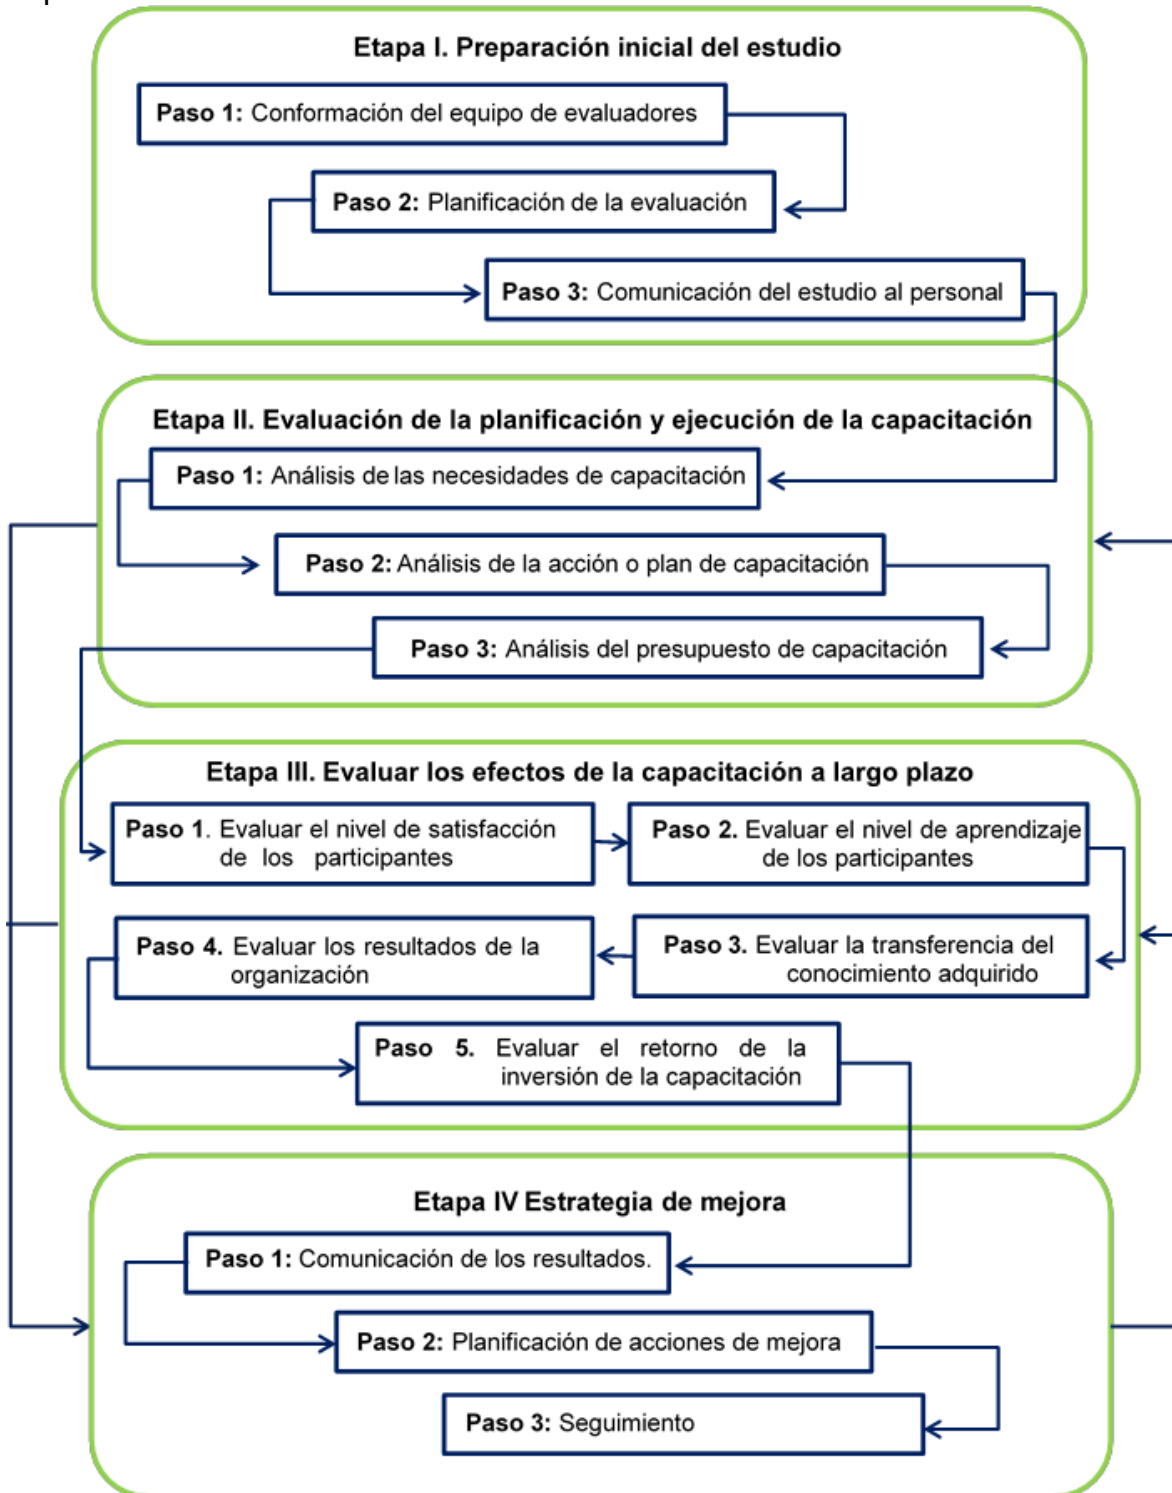 Etapa I. Preparación inicial del estudio
Paso 1: Conformación del equipo de evaluadores
Paso 2: Planificación de la evaluación
Paso 3: Comunicación del estudio al personal
Etapa II. Evaluación de la planificación y ejecución de la capacitación
Paso 1: Análisis de las necesidades de capacitación
Paso 2: Análisis de la acción o plan de capacitación
Paso 3: Análisis del presupuesto de capacitación
Etapa III. Evaluar los efectos de la capacitación a largo plazo
Paso 1. Evaluar el nivel de satisfacción
de los participantes
Paso 2. Evaluar el nivel de aprendizaje
de los participantes
Paso 3. Evaluar la transferencia del
conocimiento adquirido
Paso 4. Evaluar los resultados de la
organización
Paso 5. Evaluar el retorno de la
inversión de la capacitación
Etapa IV Estrategia de mejora
Paso 1: Comunicación de los resultados.
Paso 2: Planificación de acciones de mejora
Paso 3: Seguimiento